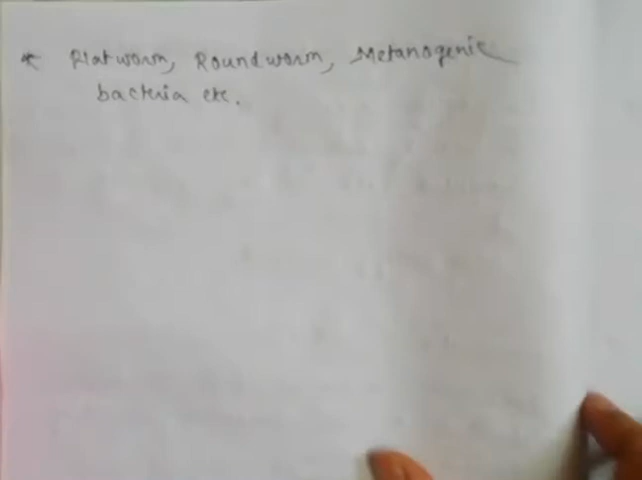 * Flatworm, Roundworm, Metanogenic
bacteria etc.